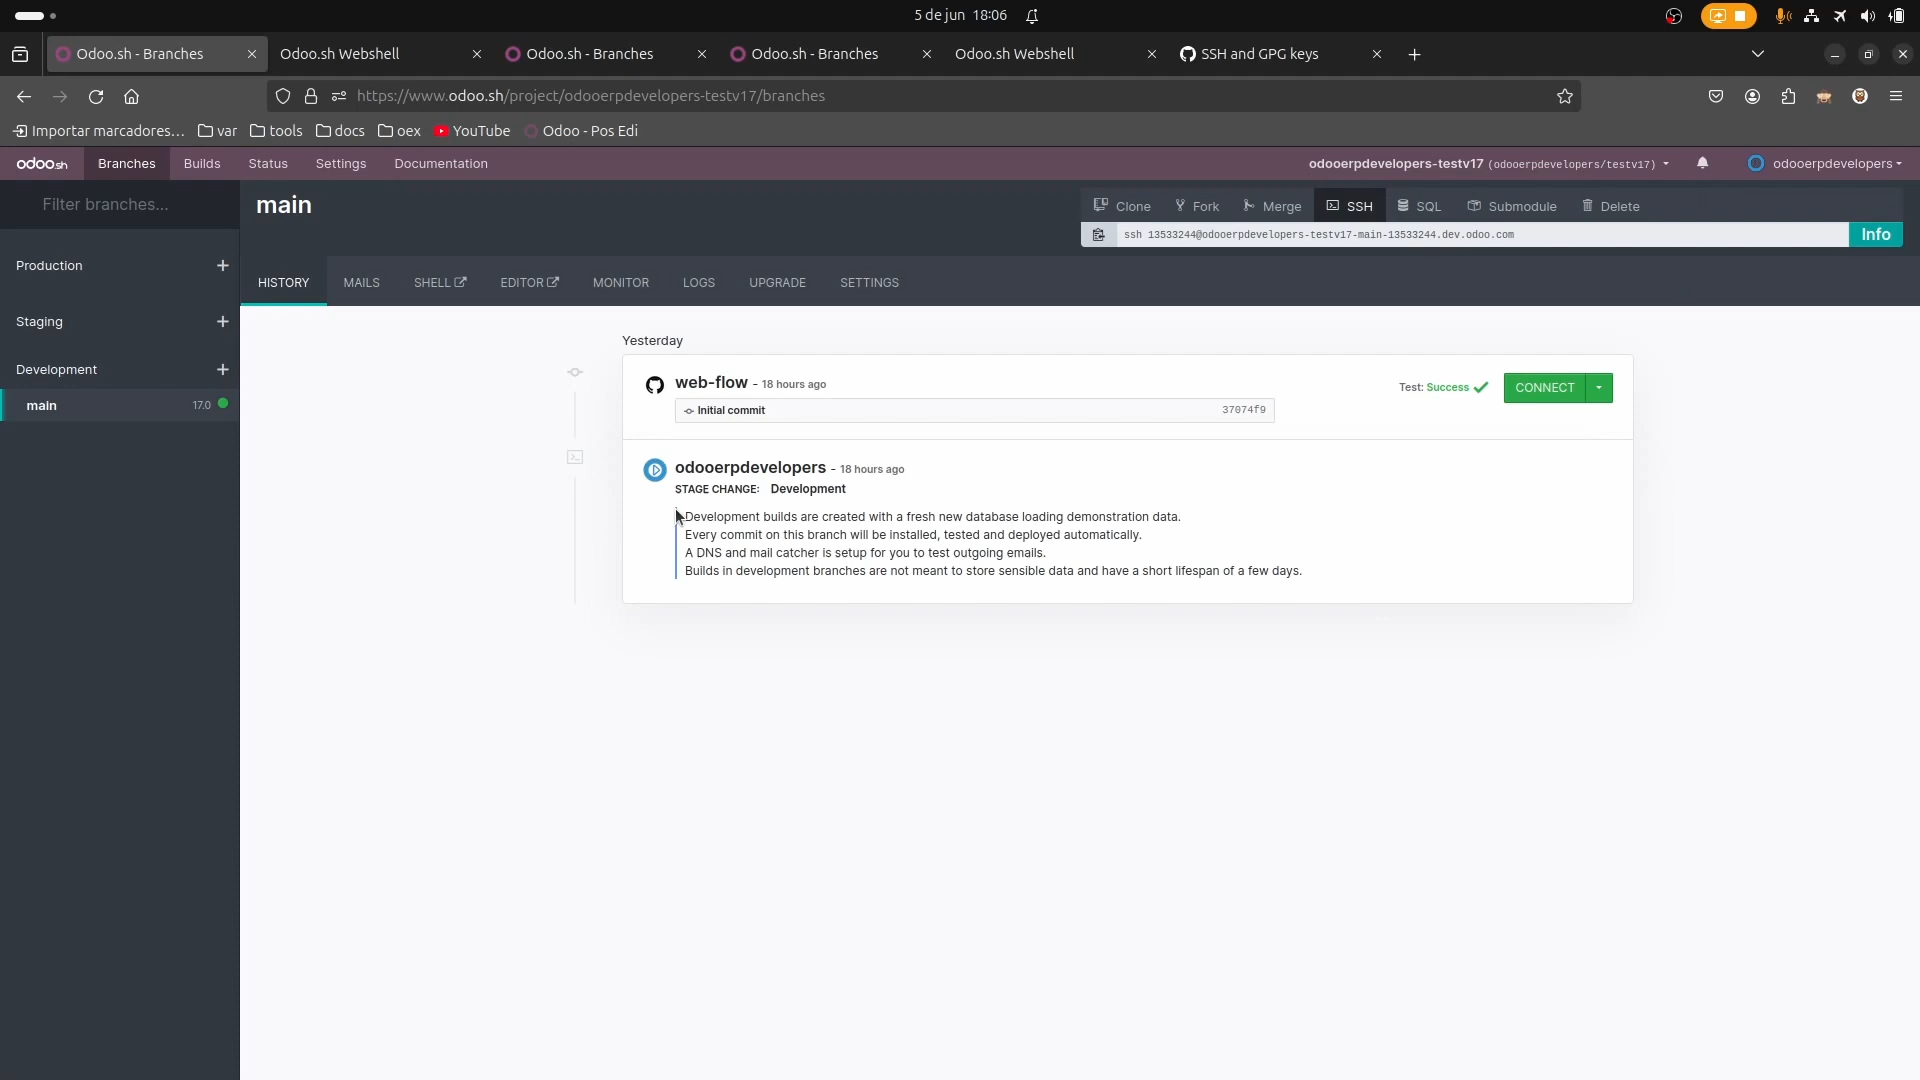 5 de jun 18:06
Odoo.sh - Branches
Odoo.sh Webshell
Odoo.sh - Branches
Odoo.sh - Branches
Odoo.sh Webshell
SSH and GPG keys
https://www.odoo.sh/project/odooerpdevelopers-testv17/branches
Importar marcadores...
var
tools
docs
oex
YouTube
Odoo - Pos Edi
odoo.sh
Branches
Builds
Status
Settings
Documentation
odooerpdevelopers-testv17 (odooerpdevelopers/testv17)
odooerpdevelopers
Filter branches...
main
Clone
Fork
Merge
SSH
SQL
Submodule
Delete
ssh 13533244@odooerpdevelopers-testv17-main-13533244.dev.odoo.com
Info
Production
Staging
Development
main 17.0
HISTORY
MAILS
SHELL
EDITOR
MONITOR
LOGS
UPGRADE
SETTINGS
Yesterday
web-flow - 18 hours ago
Initial commit 37074f9
Test: Success
CONNECT
odooerpdevelopers - 18 hours ago
STAGE CHANGE: Development
Development builds are created with a fresh new database loading demonstration data.
Every commit on this branch will be installed, tested and deployed automatically.
A DNS and mail catcher is setup for you to test outgoing emails.
Builds in development branches are not meant to store sensible data and have a short lifespan of a few days.